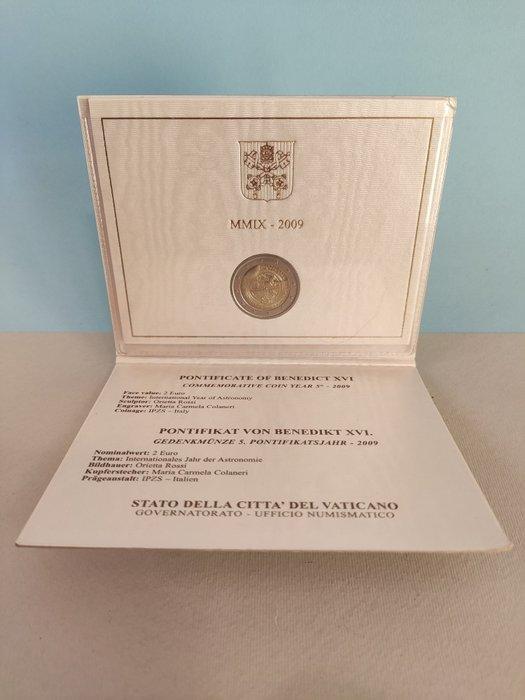 MMIX - 2009
PONTIFICATE OF BENEDICT XVI
COMMEMORATIVE COIN YEAR 5° - 2009
Face value: 2 Euro
Theme: International Year of Astronomy
Sculptor: Orietta Rossi
Engraver: Maria Carmela Colaneri
Coinage: IPZS – Italy
PONTIFIKAT VON BENEDIKT XVI.
GEDENKMÜNZE 5. PONTIFIKATSJAHR - 2009
Nominalwert: 2 Euro
Thema: Internationales Jahr der Astronomie
Bildhauer: Orietta Rossi
Kupferstecher: Maria Carmela Colaneri
Prägeanstalt: IPZS – Italien
STATO DELLA CITTA' DEL VATICANO
GOVERNATORATO - UFFICIO NUMISMATICO